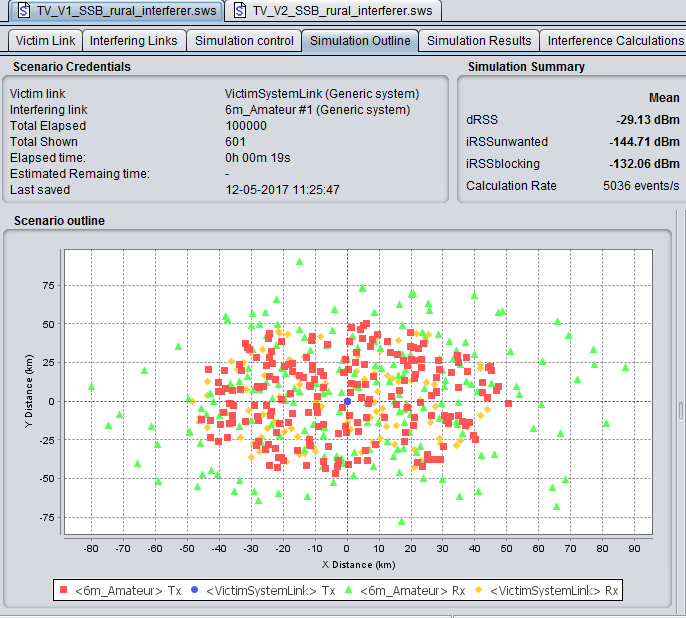 TV_V1_SSB_rural_interferer.sws TV_V2_SSB_rural_interferer.sws
Victim Link Interfering Links Simulation control Simulation Outline Simulation Results Interference Calculations
Scenario Credentials
Victim link VictimSystemLink (Generic system)
Interfering link 6m_Amateur #1 (Generic system)
Total Elapsed 100000
Total Shown 601
Elapsed time: 0h 00m 19s
Estimated Remaing time: -
Last saved 12-05-2017 11:25:47
Simulation Summary
Mean
dRSS -29.13 dBm
iRSSunwanted -144.71 dBm
iRSSblocking -132.06 dBm
Calculation Rate 5036 events/s
Scenario outline
Y Distance (km)
75
50
25
0
-25
-50
-75
-80 -70 -60 -50 -40 -30 -20 -10 0 10 20 30 40 50 60 70 80 90
X Distance (km)
<6m_Amateur> Tx <VictimSystemLink> Tx <6m_Amateur> Rx <VictimSystemLink> Rx